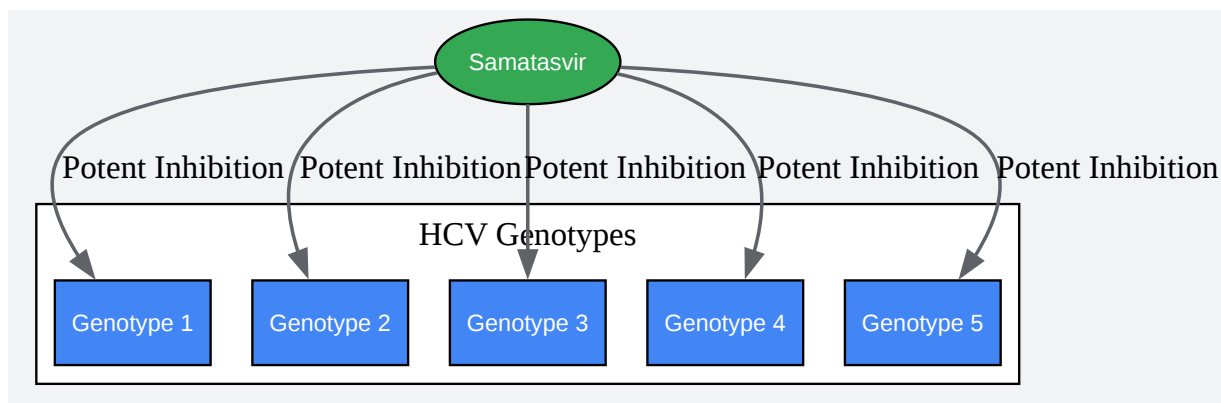 Samatasvir
Potent Inhibition Potent Inhibition Potent Inhibition Potent Inhibition Potent Inhibition
HCV Genotypes
Genotype 1 Genotype 2 Genotype 3 Genotype 4 Genotype 5